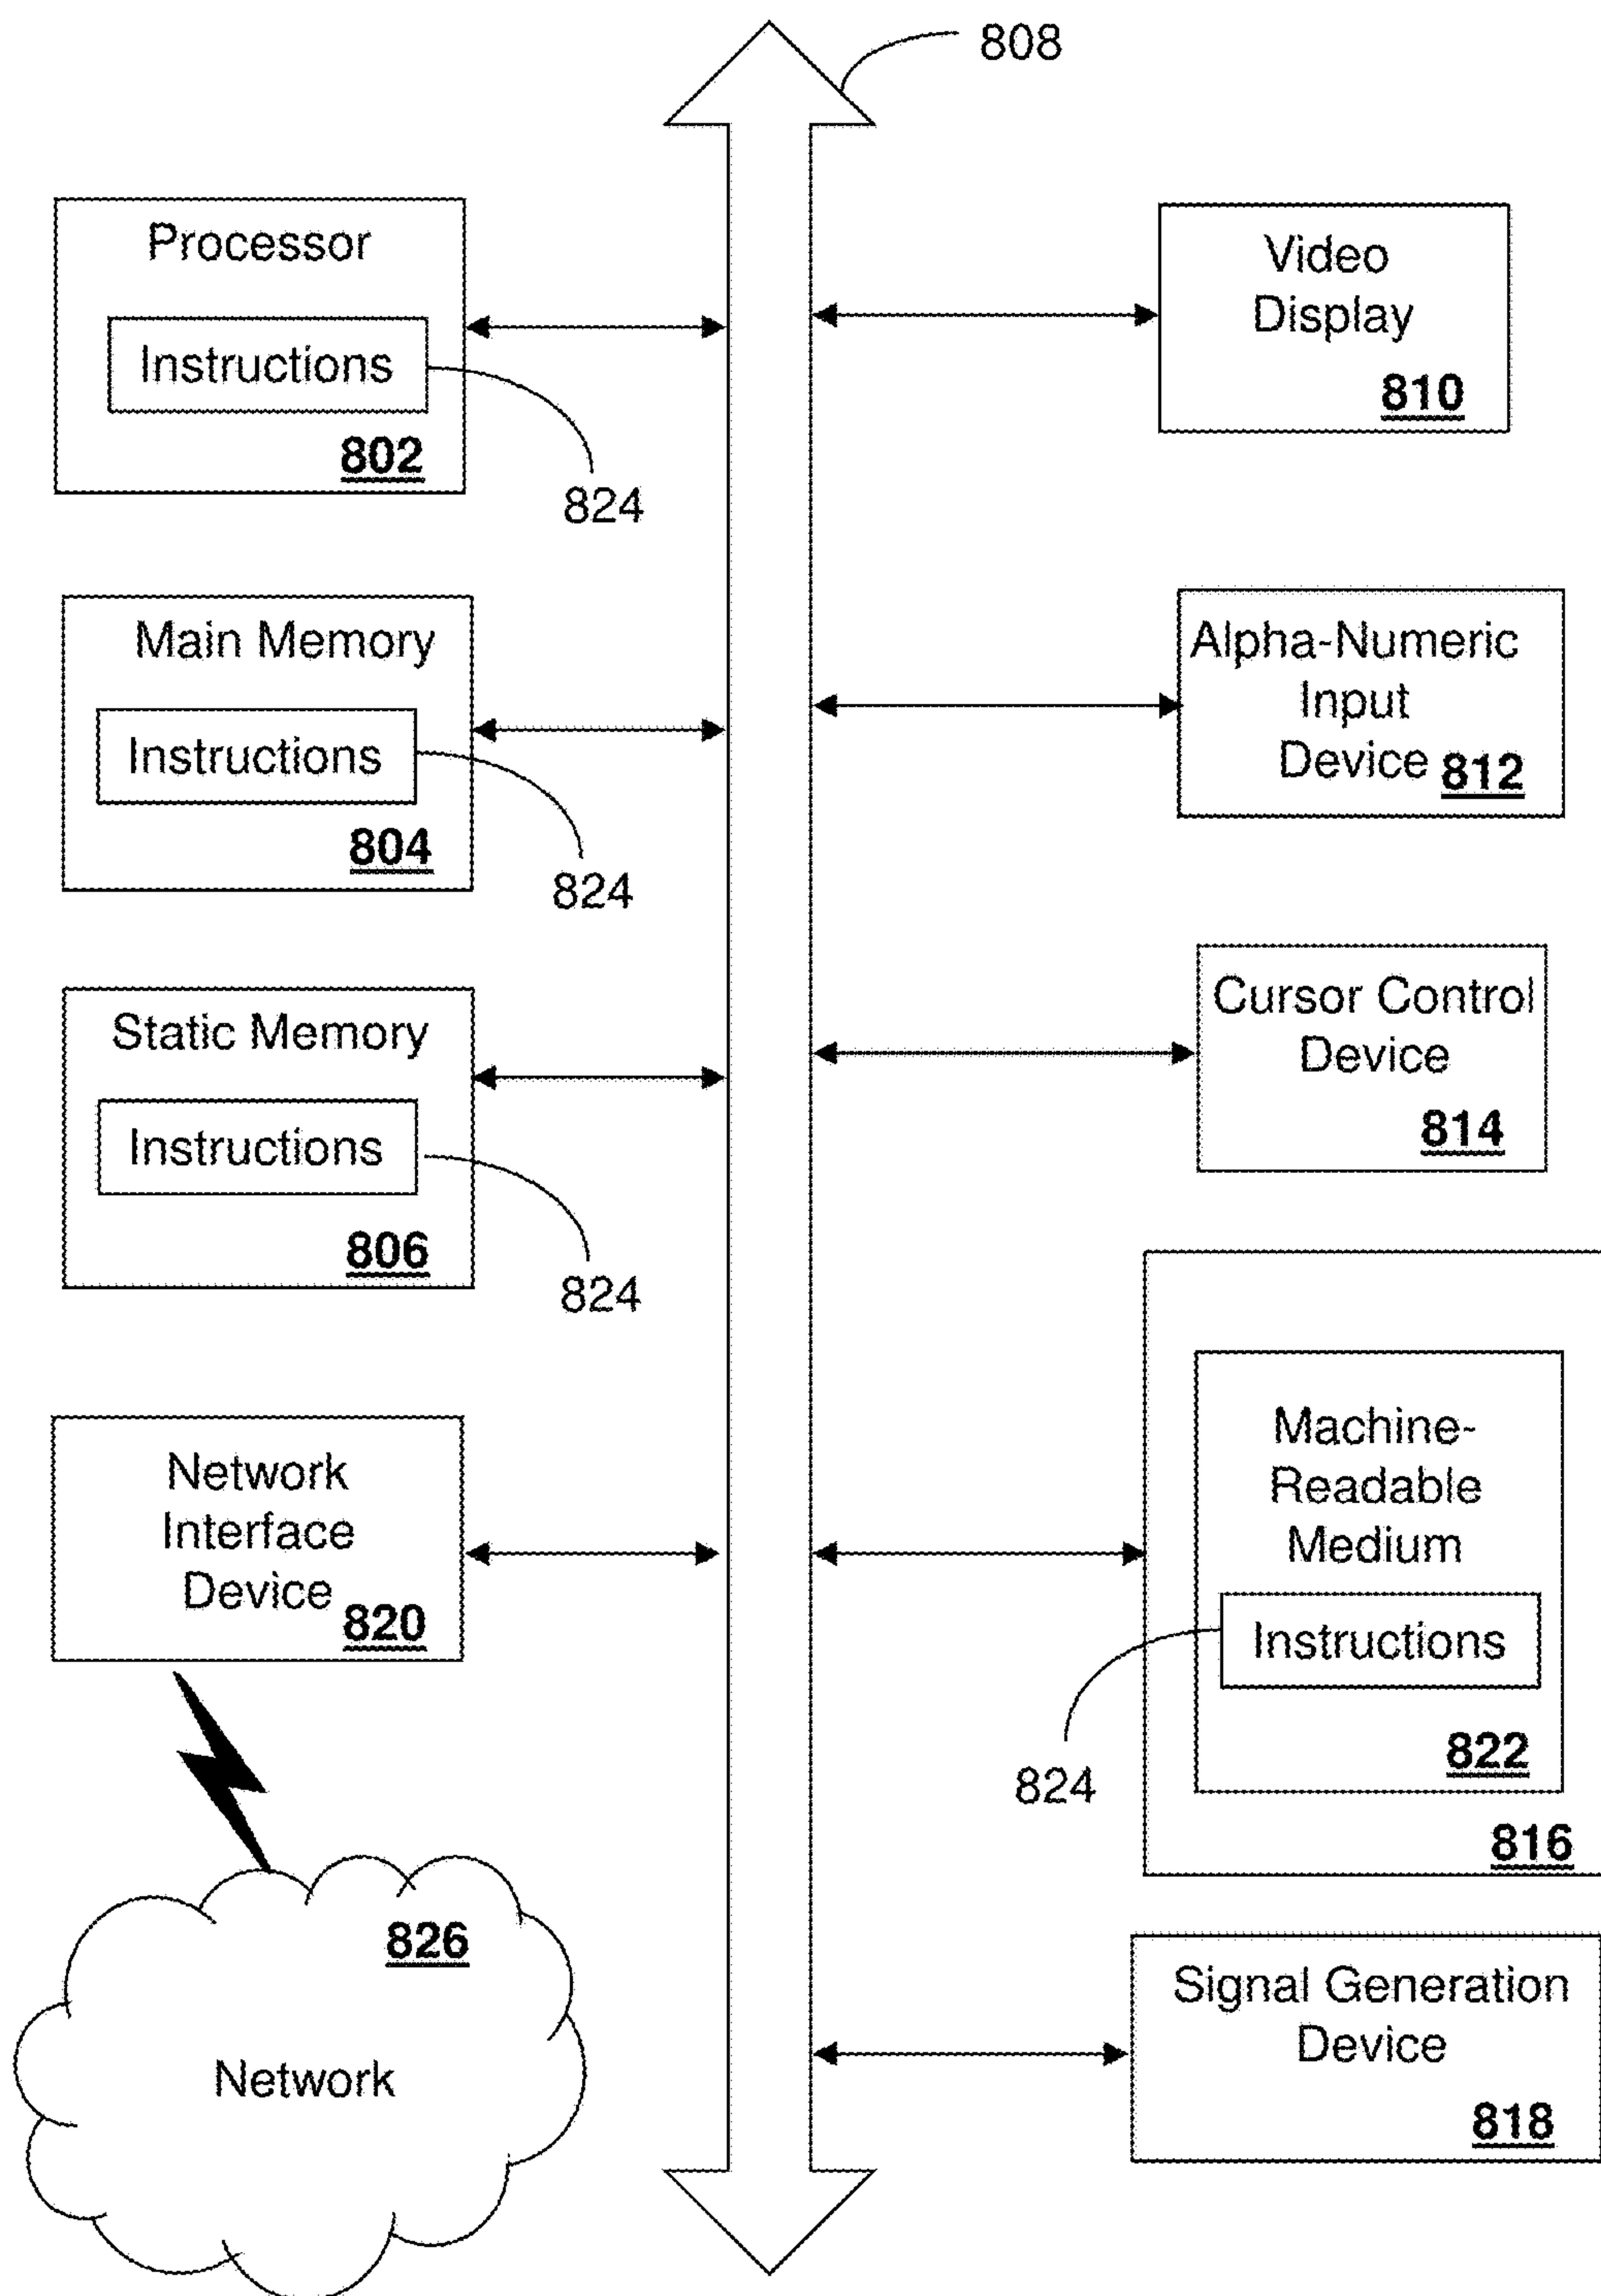 808
Processor
Instructions
802
824
Main Memory
Instructions
804
824
Static Memory
Instructions
806
824
Network
Interface
Device
820
826
Network
Video
Display
810
Alpha-Numeric
Input
Device
812
Cursor Control
Device
814
Machine-
Readable
Medium
Instructions
822
824
816
Signal Generation
Device
818